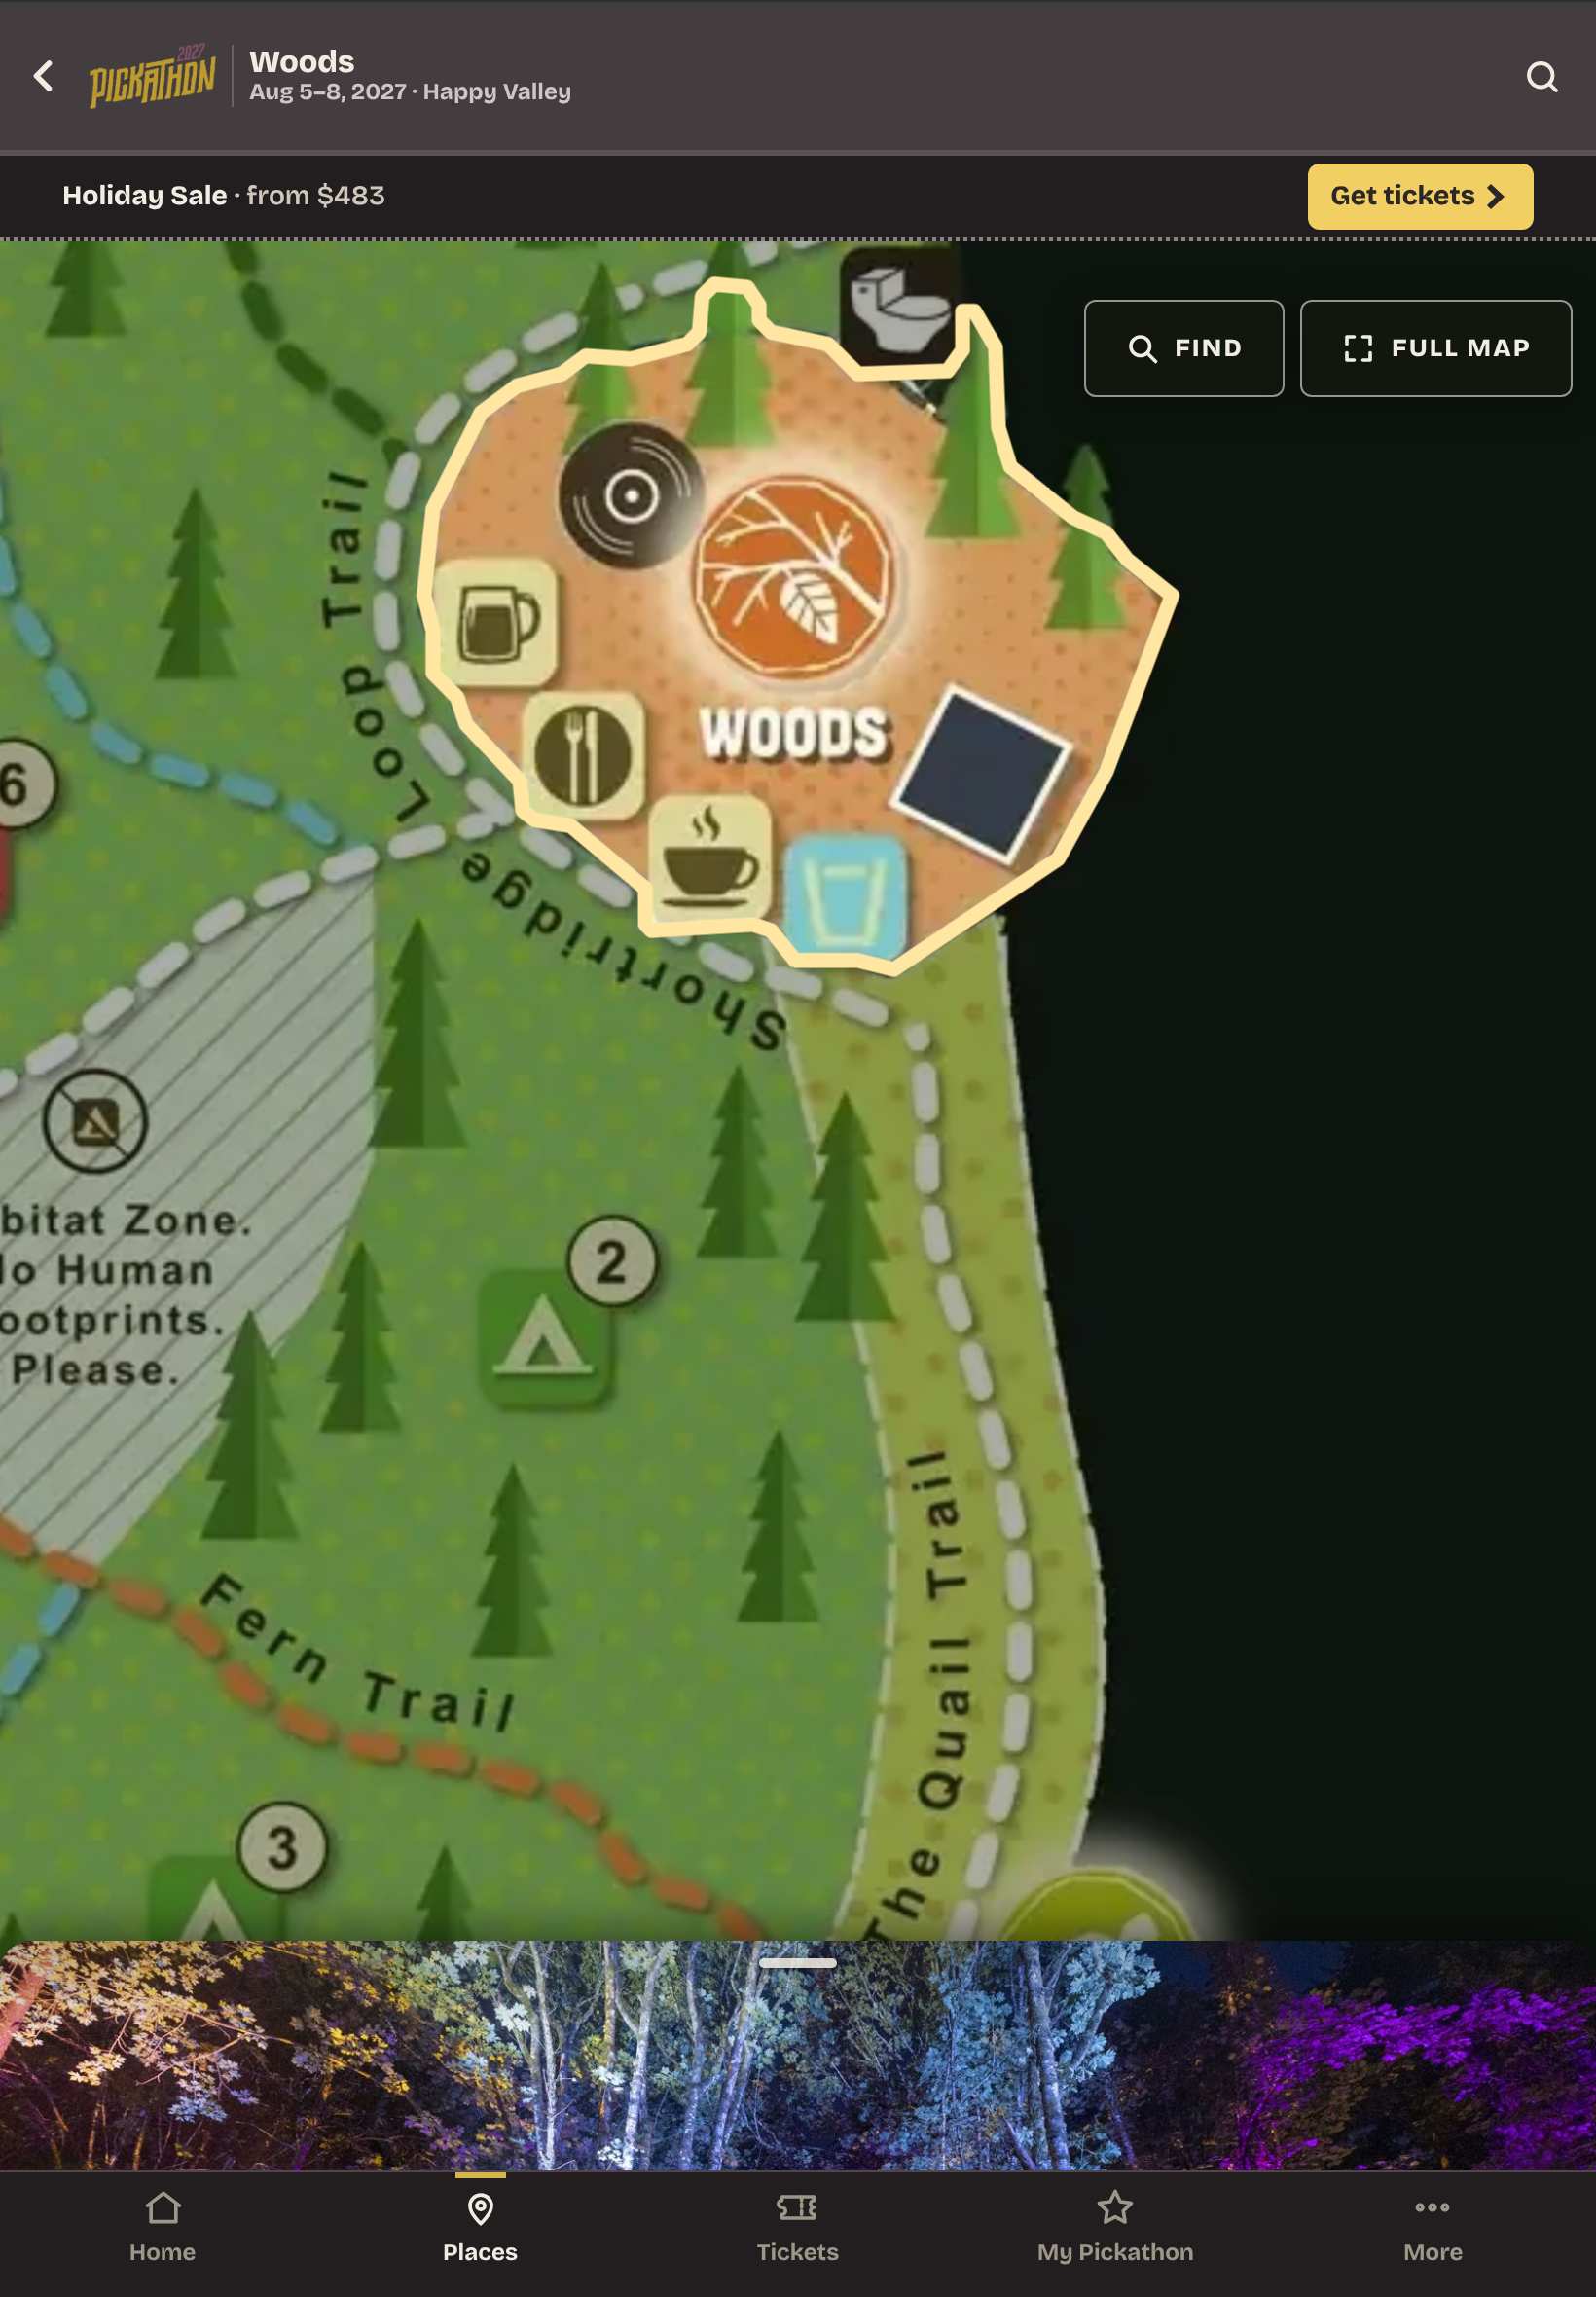 2027
PICKATHON
Woods
Aug 5–8, 2027 · Happy Valley
Holiday Sale · from $483
Get tickets
FIND
FULL MAP
Loop Trail
WOODS
6
Shortridge
bitat Zone.
lo Human
ootprints.
Please.
2
Fern Trail
The Quail Trail
3
Home
Places
Tickets
My Pickathon
More